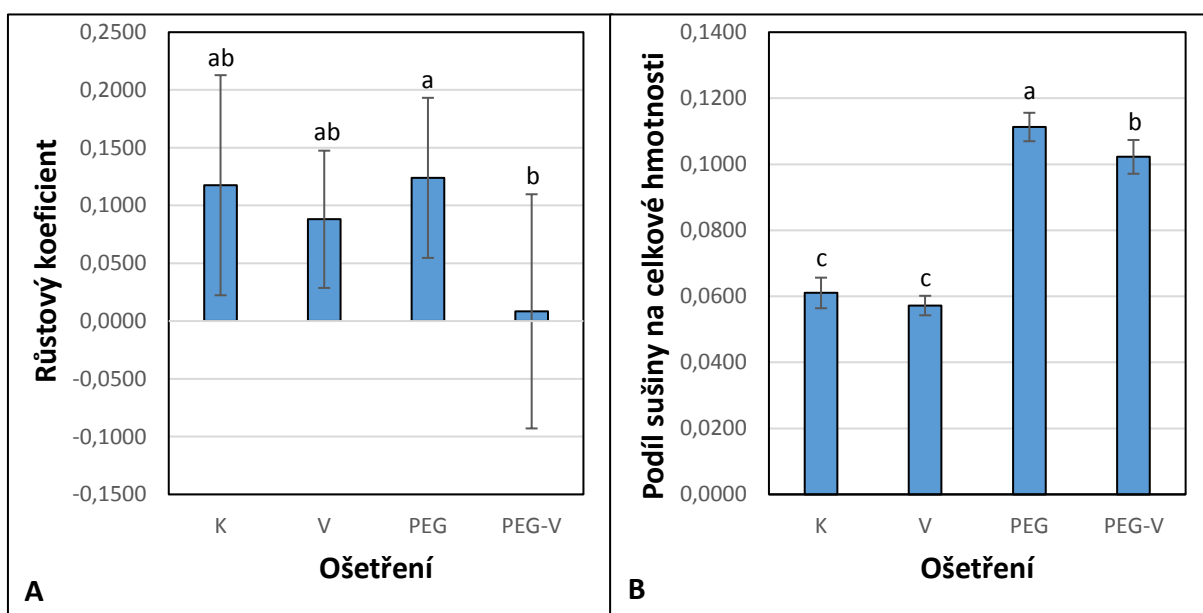 0,2500
0,2000
0,1500
0,1000
0,0500
0,0000
-0,0500
-0,1000
-0,1500
Růstový koeficient
ab
ab
a
b
K V PEG PEG-V
Ošetření
A
0,1400
0,1200
0,1000
0,0800
0,0600
0,0400
0,0200
0,0000
Podíl sušiny na celkové hmotnosti
c
c
a
b
K V PEG PEG-V
Ošetření
B